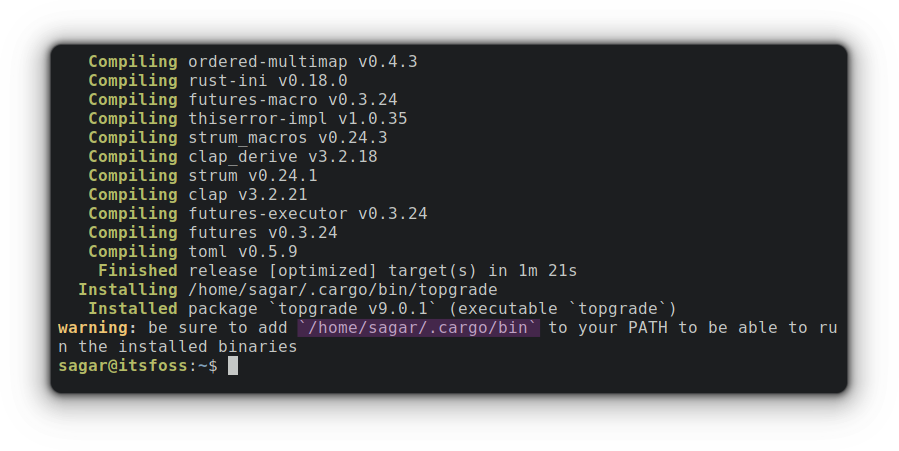 Compiling ordered-multimap v0.4.3
Compiling rust-ini v0.18.0
Compiling futures-macro v0.3.24
Compiling thiserror-impl v1.0.35
Compiling strum_macros v0.24.3
Compiling clap_derive v3.2.18
Compiling strum v0.24.1
Compiling clap v3.2.21
Compiling futures-executor v0.3.24
Compiling futures v0.3.24
Compiling toml v0.5.9
Finished release [optimized] target(s) in 1m 21s
Installing /home/sagar/.cargo/bin/topgrade
Installed package `topgrade v9.0.1` (executable `topgrade`)
warning: be sure to add `/home/sagar/.cargo/bin` to your PATH to be able to ru
n the installed binaries
sagar@itsfoss:~$